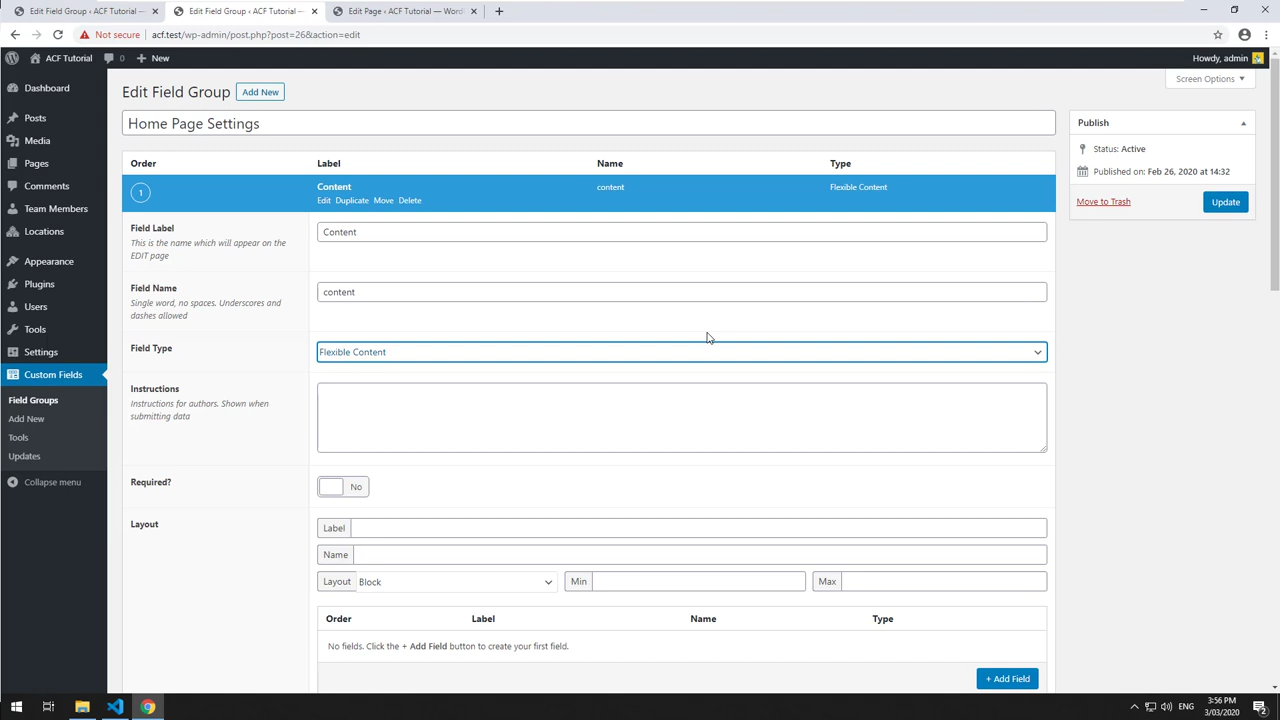 Edit Field Group ‹ ACF Tutorial —
Edit Field Group ‹ ACF Tutorial —
Edit Page ‹ ACF Tutorial — Word
Not secure
acf.test/wp-admin/post.php?post=26&action=edit
ACF Tutorial
0
New
Howdy, admin
Dashboard
Posts
Media
Pages
Comments
Team Members
Locations
Appearance
Plugins
Users
Tools
Settings
Custom Fields
Field Groups
Add New
Tools
Updates
Collapse menu
Screen Options
Edit Field Group
Add New
Home Page Settings
Order
Label
Name
Type
1
Content
content
Flexible Content
Edit Duplicate Move Delete
Field Label
This is the name which will appear on the
EDIT page
Content
Field Name
Single word, no spaces. Underscores and
dashes allowed
content
Field Type
Flexible Content
Instructions
Instructions for authors. Shown when
submitting data
Required?
No
Layout
Label
Name
Layout
Block
Min
Max
Order
Label
Name
Type
No fields. Click the + Add Field button to create your first field.
+ Add Field
Publish
Status: Active
Published on: Feb 26, 2020 at 14:32
Move to Trash
Update
ENG
3:56 PM
3/03/2020
2